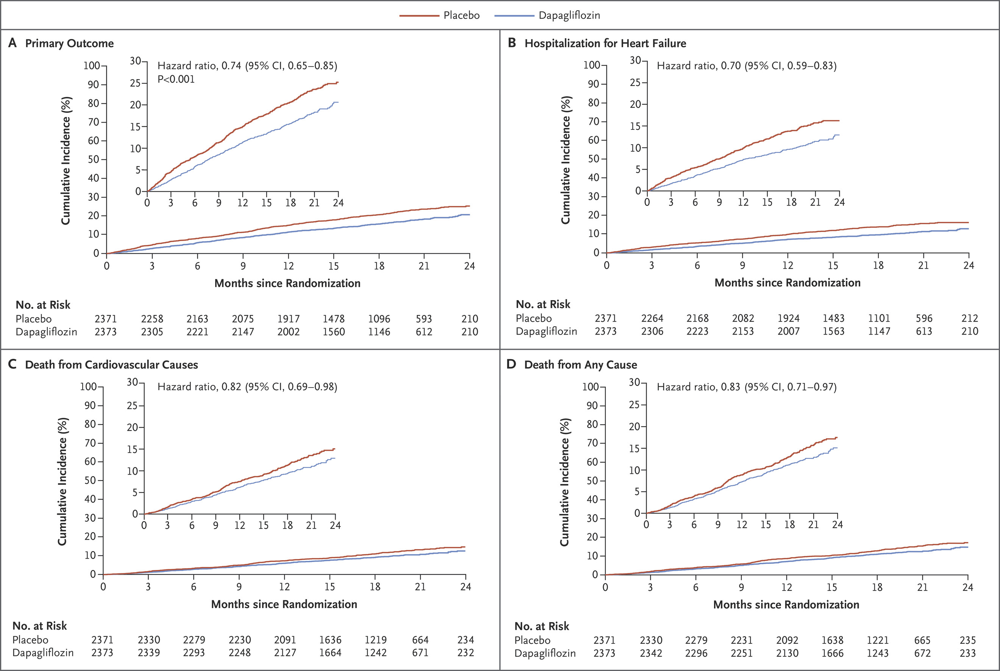 Placebo Dapagliflozin
A Primary Outcome
Hazard ratio, 0.74 (95% CI, 0.65–0.85)
P<0.001
Cumulative Incidence (%)
100
90
80
70
60
50
40
30
20
10
0
30
25
20
15
10
5
0
0 3 6 9 12 15 18 21 24
0 3 6 9 12 15 18 21 24
Months since Randomization
No. at Risk
Placebo 2371 2258 2163 2075 1917 1478 1096 593 210
Dapagliflozin 2373 2305 2221 2147 2002 1560 1146 612 210
B Hospitalization for Heart Failure
Hazard ratio, 0.70 (95% CI, 0.59–0.83)
Cumulative Incidence (%)
100
90
80
70
60
50
40
30
20
10
0
30
25
20
15
10
5
0
0 3 6 9 12 15 18 21 24
0 3 6 9 12 15 18 21 24
Months since Randomization
No. at Risk
Placebo 2371 2264 2168 2082 1924 1483 1101 596 212
Dapagliflozin 2373 2306 2223 2153 2007 1563 1147 613 210
C Death from Cardiovascular Causes
Hazard ratio, 0.82 (95% CI, 0.69–0.98)
Cumulative Incidence (%)
100
90
80
70
60
50
40
30
20
10
0
30
25
20
15
10
5
0
0 3 6 9 12 15 18 21 24
0 3 6 9 12 15 18 21 24
Months since Randomization
No. at Risk
Placebo 2371 2330 2279 2230 2091 1636 1219 664 234
Dapagliflozin 2373 2339 2293 2248 2127 1664 1242 671 232
D Death from Any Cause
Hazard ratio, 0.83 (95% CI, 0.71–0.97)
Cumulative Incidence (%)
100
90
80
70
60
50
40
30
20
10
0
30
25
20
15
10
5
0
0 3 6 9 12 15 18 21 24
0 3 6 9 12 15 18 21 24
Months since Randomization
No. at Risk
Placebo 2371 2330 2279 2231 2092 1638 1221 665 235
Dapagliflozin 2373 2342 2296 2251 2130 1666 1243 672 233